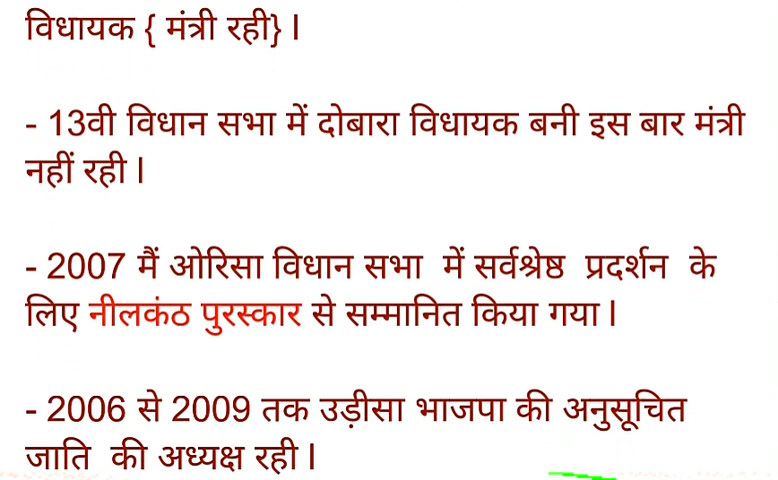 विधायक { मंत्री रही} l
- 13वी विधान सभा में दोबारा विधायक बनी इस बार मंत्री
नहीं रही l
- 2007 मैं ओरिसा विधान सभा में सर्वश्रेष्ठ प्रदर्शन के
लिए नीलकंठ पुरस्कार से सम्मानित किया गया l
- 2006 से 2009 तक उड़ीसा भाजपा की अनुसूचित
जाति की अध्यक्ष रही l